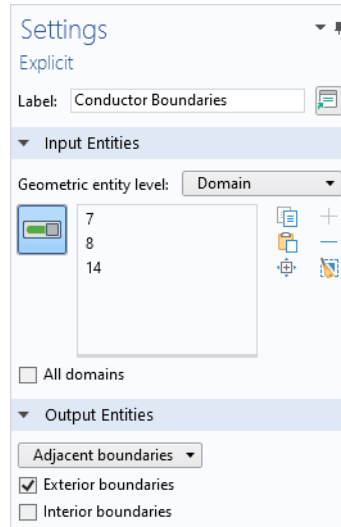 Settings
Explicit
Label: Conductor Boundaries
Input Entities
Geometric entity level: Domain
7
8
14
All domains
Output Entities
Adjacent boundaries
Exterior boundaries
Interior boundaries